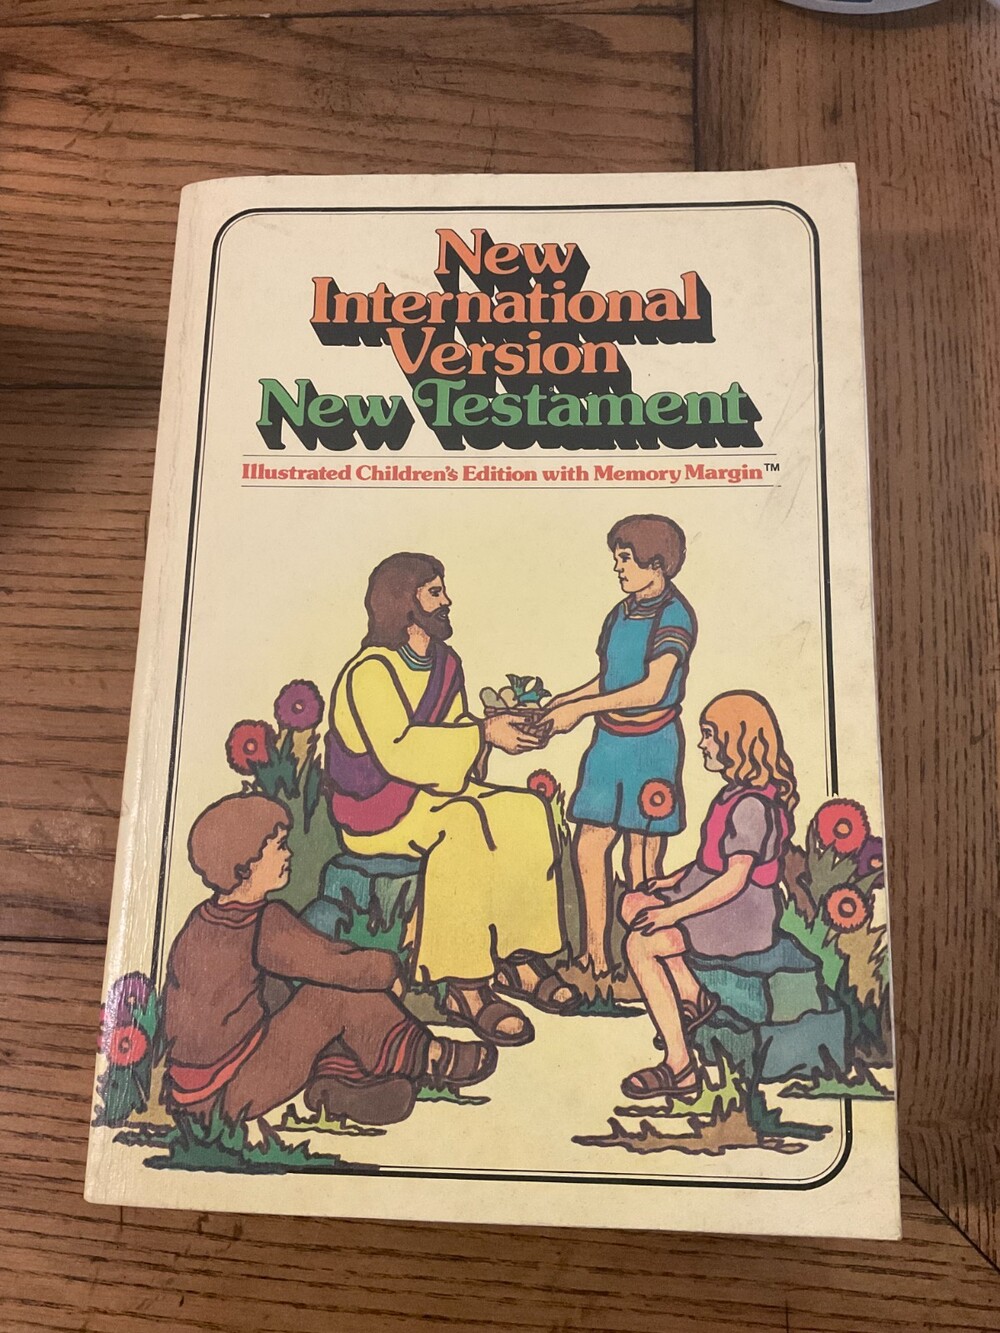 New
International
Version
New Testament
Illustrated Children's Edition with Memory Margin™